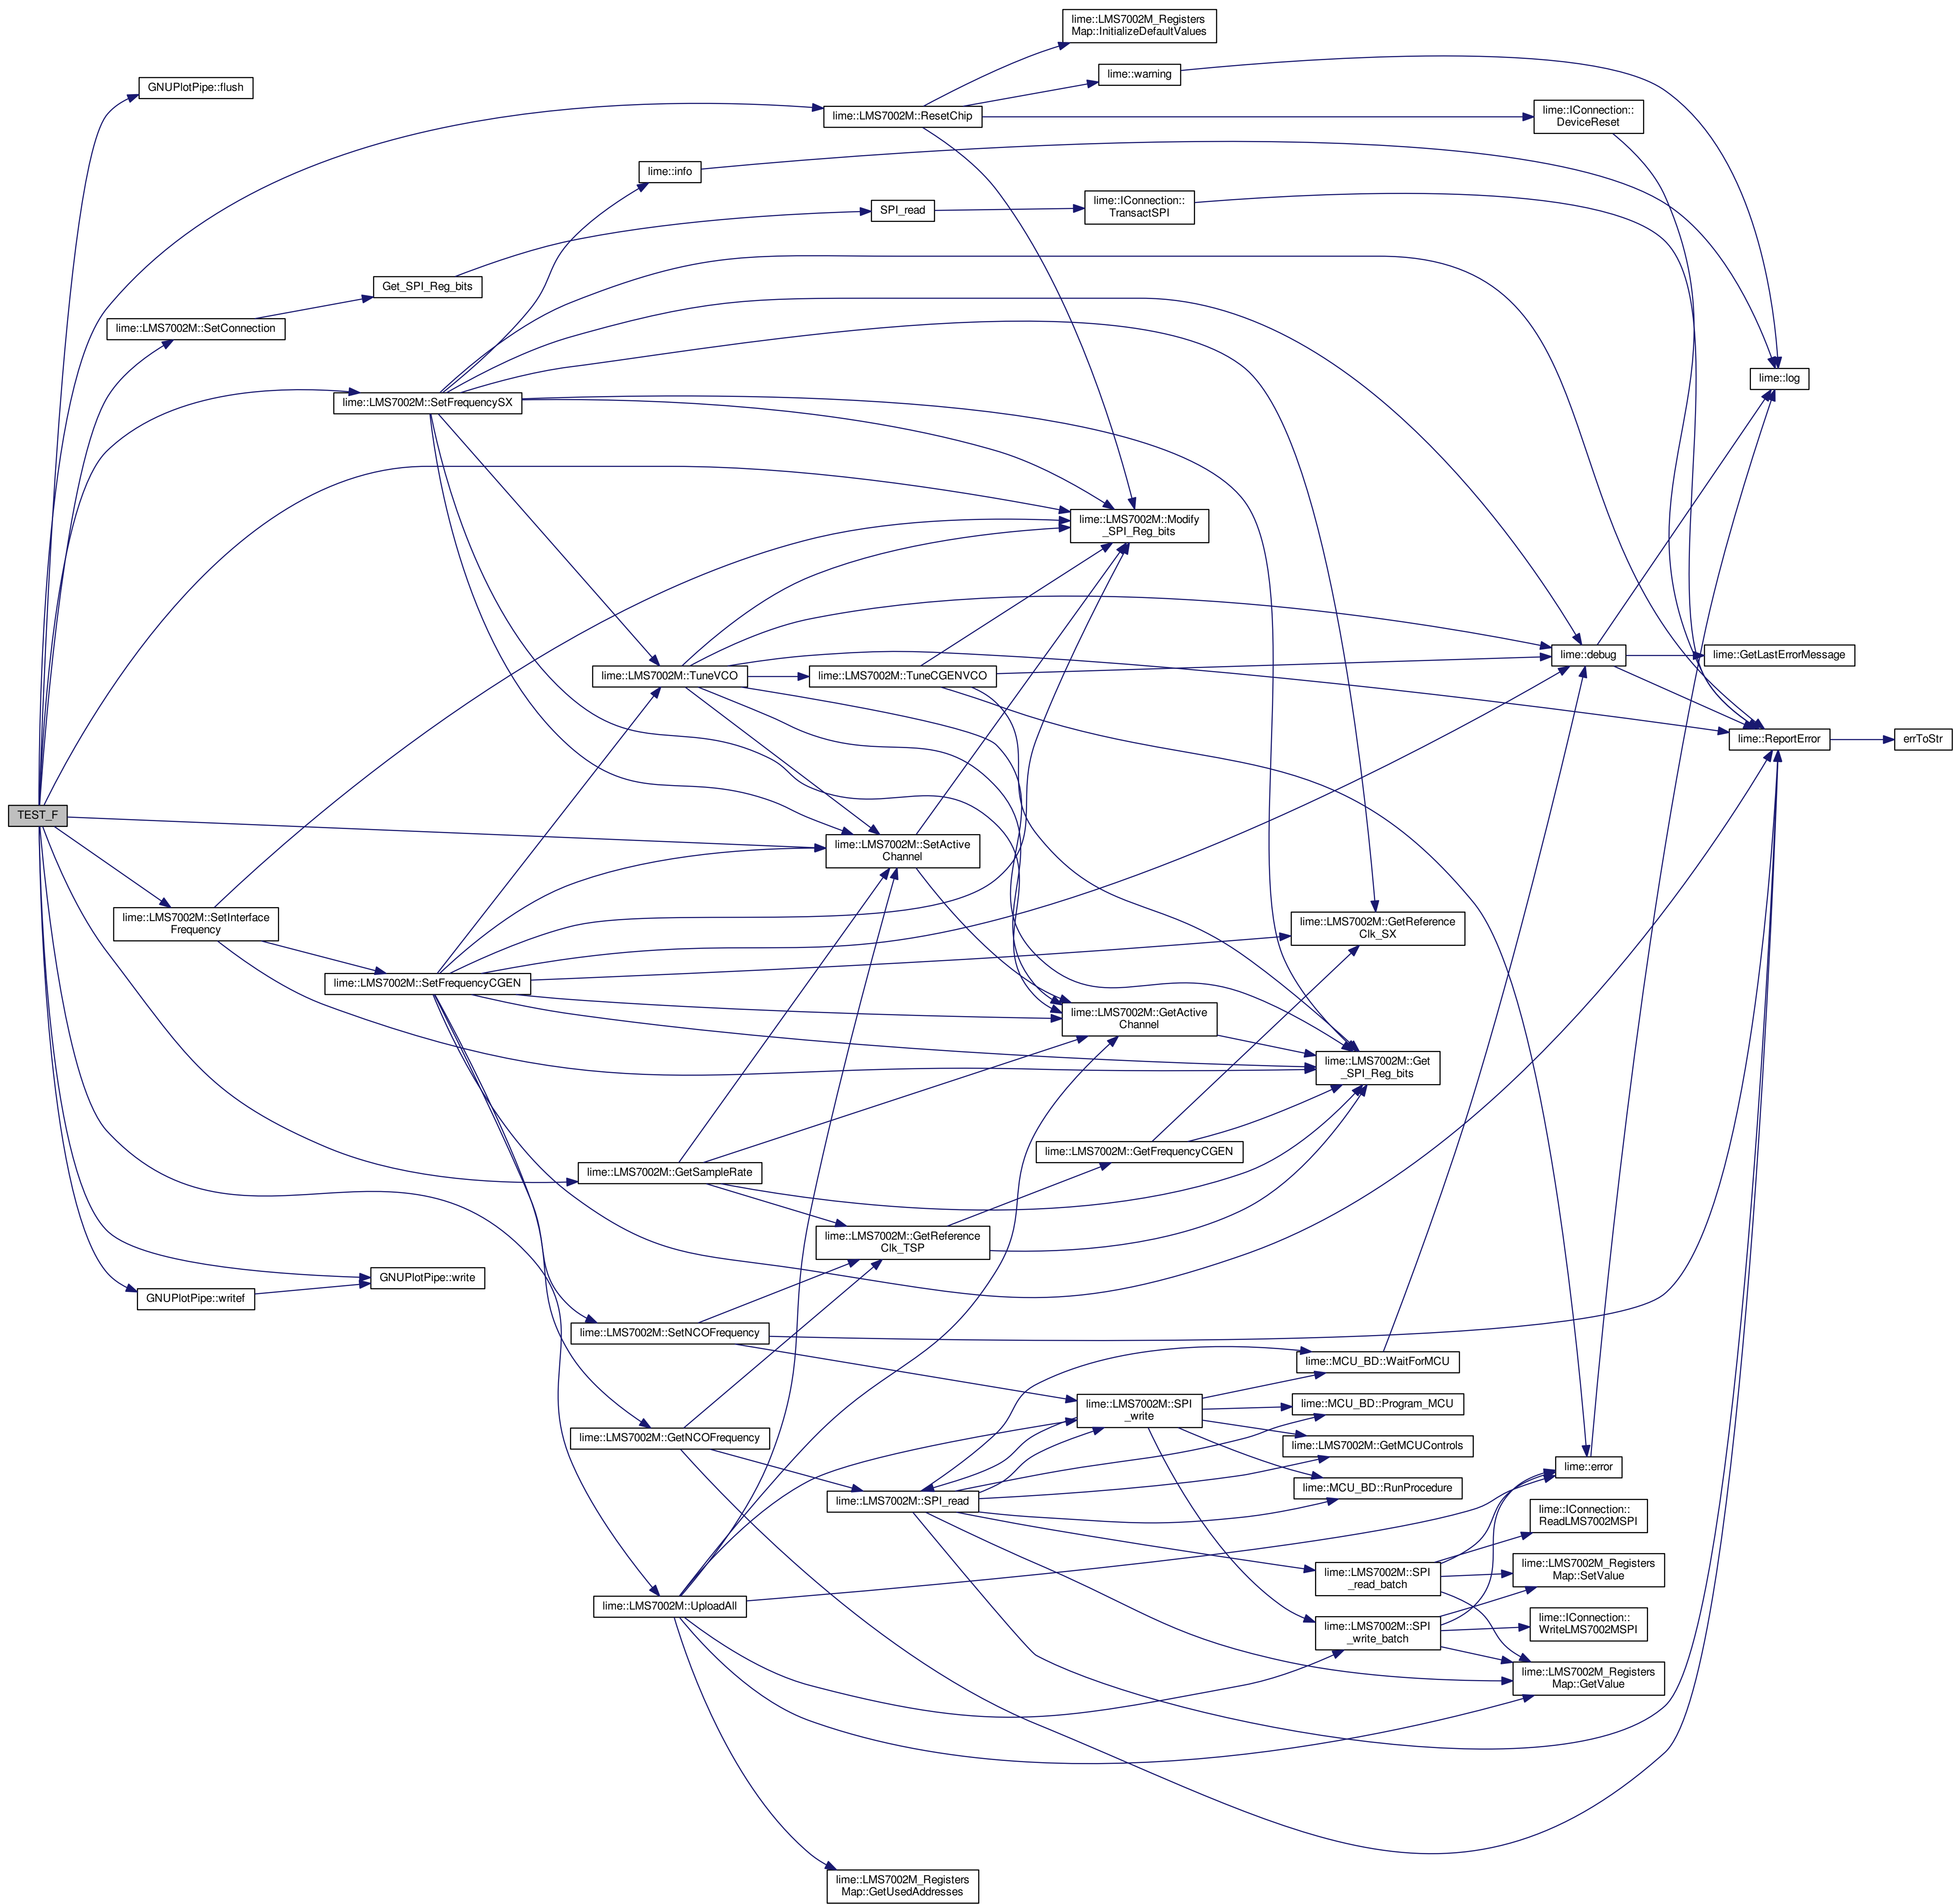 lime::LMS7002M_Registers
Map::InitializeDefaultValues
lime::warning
GNUPlotPipe::flush
lime::LMS7002M::ResetChip
lime::IConnection::
DeviceReset
lime::info
SPI_read
lime::IConnection::
TransactSPI
Get_SPI_Reg_bits
lime::LMS7002M::SetConnection
lime::log
lime::LMS7002M::SetFrequencySX
lime::LMS7002M::Modify
_SPI_Reg_bits
lime::debug
lime::GetLastErrorMessage
lime::LMS7002M::TuneVCO
lime::LMS7002M::TuneCGENVCO
lime::ReportError
errToStr
TEST_F
lime::LMS7002M::SetActive
Channel
lime::LMS7002M::SetInterface
Frequency
lime::LMS7002M::GetReference
Clk_SX
lime::LMS7002M::SetFrequencyCGEN
lime::LMS7002M::GetActive
Channel
lime::LMS7002M::Get
_SPI_Reg_bits
lime::LMS7002M::GetFrequencyCGEN
lime::LMS7002M::GetSampleRate
lime::LMS7002M::GetReference
Clk_TSP
GNUPlotPipe::write
GNUPlotPipe::writef
lime::LMS7002M::SetNCOFrequency
lime::MCU_BD::WaitForMCU
lime::LMS7002M::SPI
_write
lime::MCU_BD::Program_MCU
lime::LMS7002M::GetNCOFrequency
lime::LMS7002M::GetMCUControls
lime::error
lime::MCU_BD::RunProcedure
lime::LMS7002M::SPI_read
lime::IConnection::
ReadLMS7002MSPI
lime::LMS7002M::SPI
_read_batch
lime::LMS7002M_Registers
Map::SetValue
lime::LMS7002M::UploadAll
lime::LMS7002M::SPI
_write_batch
lime::IConnection::
WriteLMS7002MSPI
lime::LMS7002M_Registers
Map::GetValue
lime::LMS7002M_Registers
Map::GetUsedAddresses